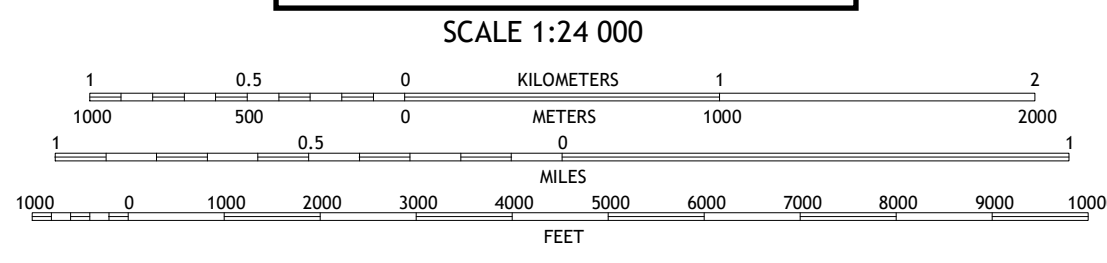 SCALE 1:24 000
1 0.5 0 KILOMETERS 1 2
1000 500 0 METERS 1000 2000
1 0.5 0 1
MILES
1000 0 1000 2000 3000 4000 5000 6000 7000 8000 9000 1000
FEET